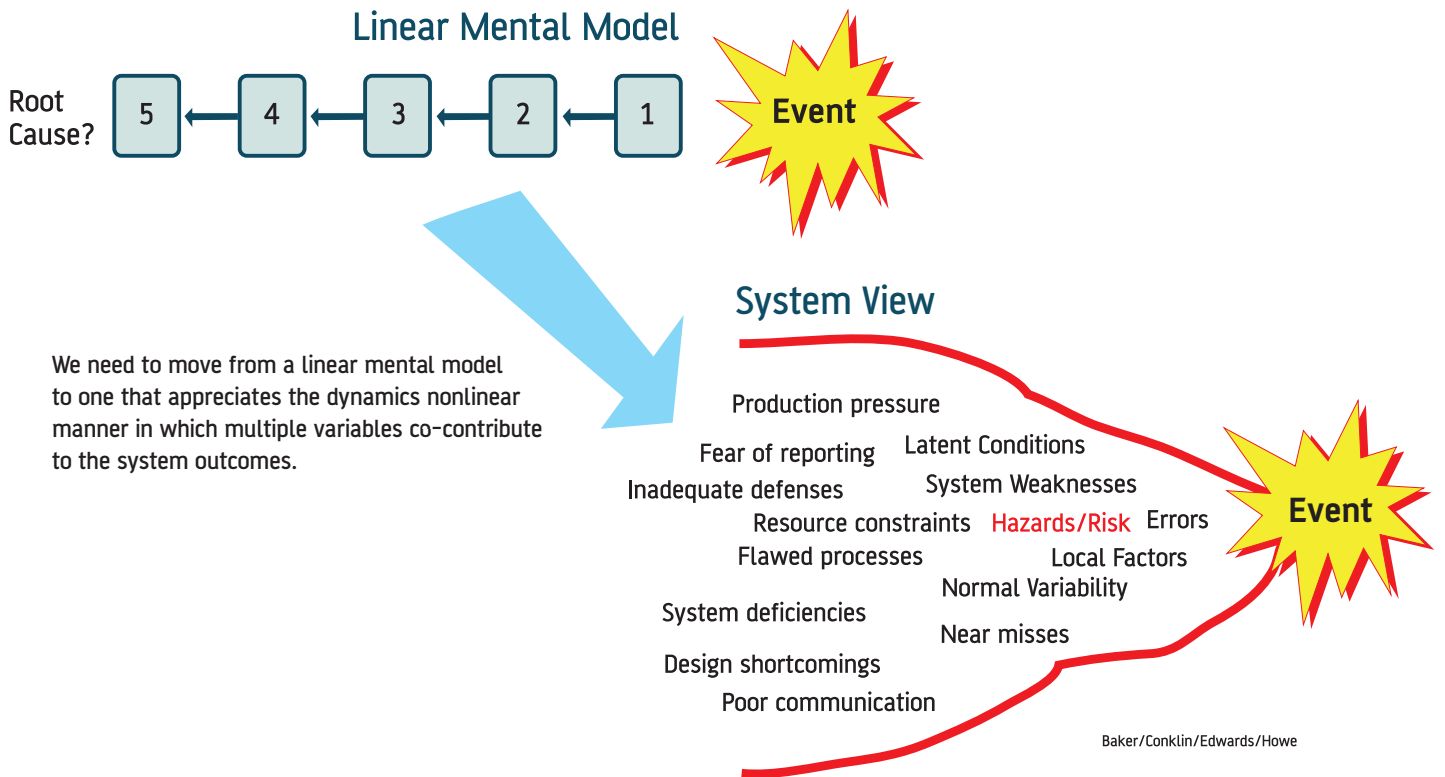 Linear Mental Model
Root
Cause?
5
4
3
2
1
Event
System View
We need to move from a linear mental model
to one that appreciates the dynamics nonlinear
manner in which multiple variables co-contribute
to the system outcomes.
Production pressure
Fear of reporting
Latent Conditions
Inadequate defenses
System Weaknesses
Resource constraints
Hazards/Risk
Errors
Flawed processes
Local Factors
Normal Variability
System deficiencies
Near misses
Design shortcomings
Poor communication
Event
Baker/Conklin/Edwards/Howe